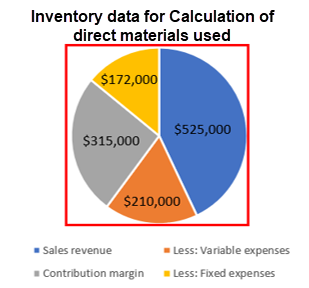 Inventory data for Calculation of
direct materials used
$172,000
$525,000
$315,000
$210,000
Sales revenue
Less: Variable expenses
Contribution margin
Less: Fixed expenses